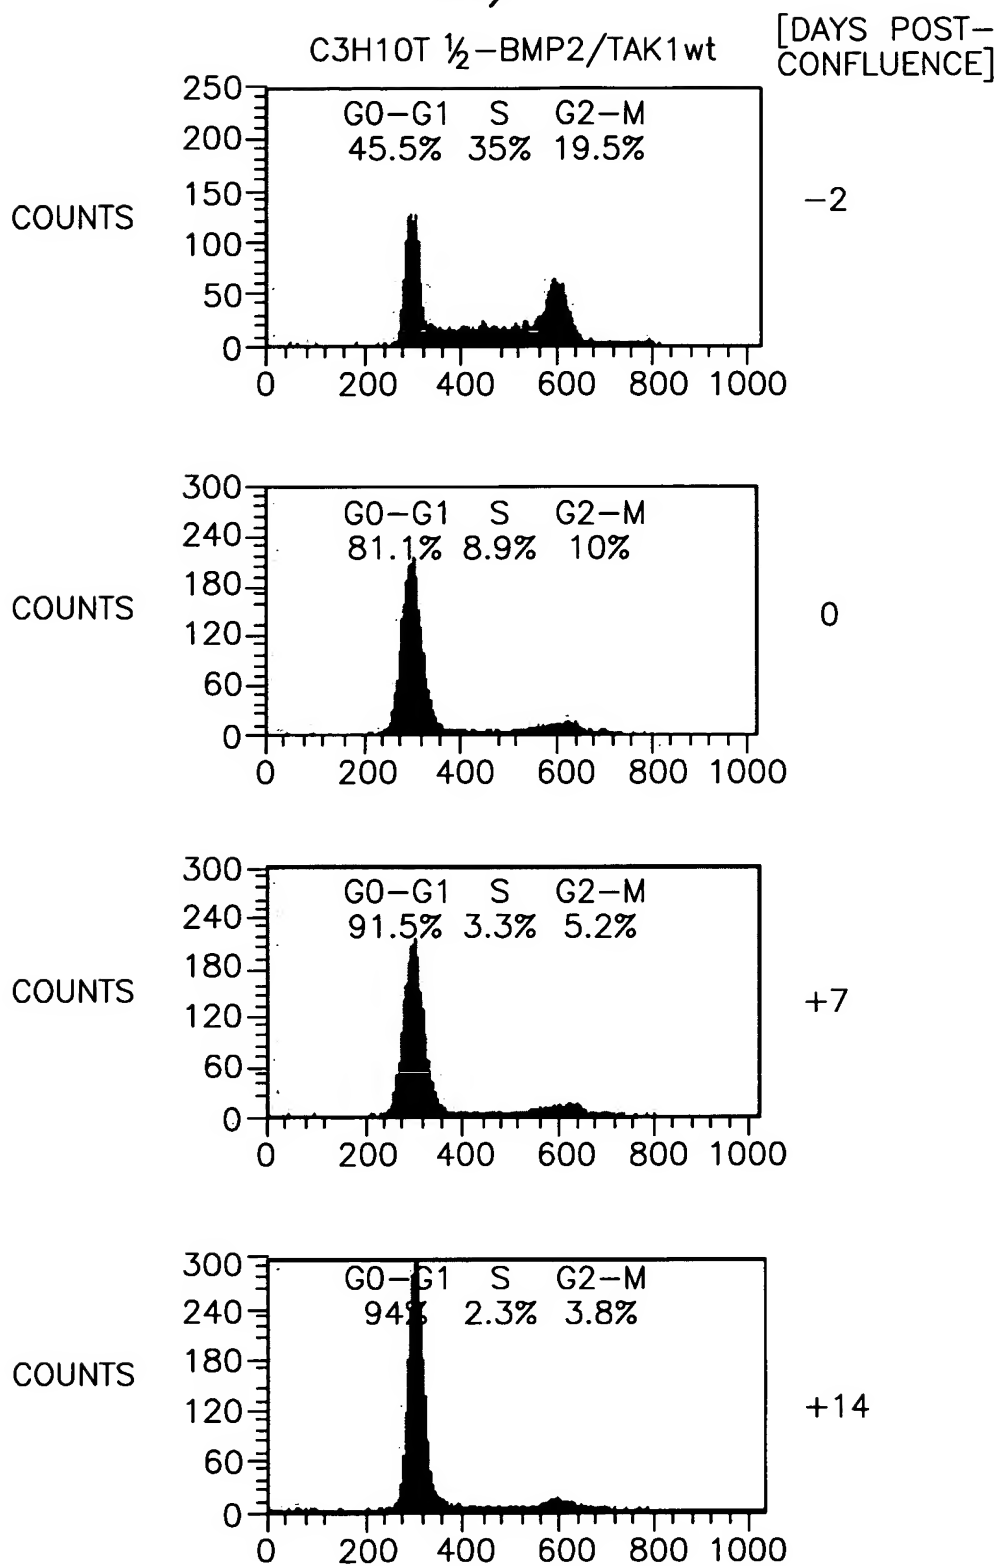 C3H10T ½-BMP2/TAK1wt
[DAYS POST-
CONFLUENCE]
250
200
150
100
50
0
COUNTS
G0-G1 S G2-M
45.5% 35% 19.5%
-2
0 200 400 600 800 1000
300
240
180
120
60
0
COUNTS
G0-G1 S G2-M
81.1% 8.9% 10%
0
0 200 400 600 800 1000
300
240
180
120
60
0
COUNTS
G0-G1 S G2-M
91.5% 3.3% 5.2%
+7
0 200 400 600 800 1000
300
240
180
120
60
0
COUNTS
G0-G1 S G2-M
94% 2.3% 3.8%
+14
0 200 400 600 800 1000